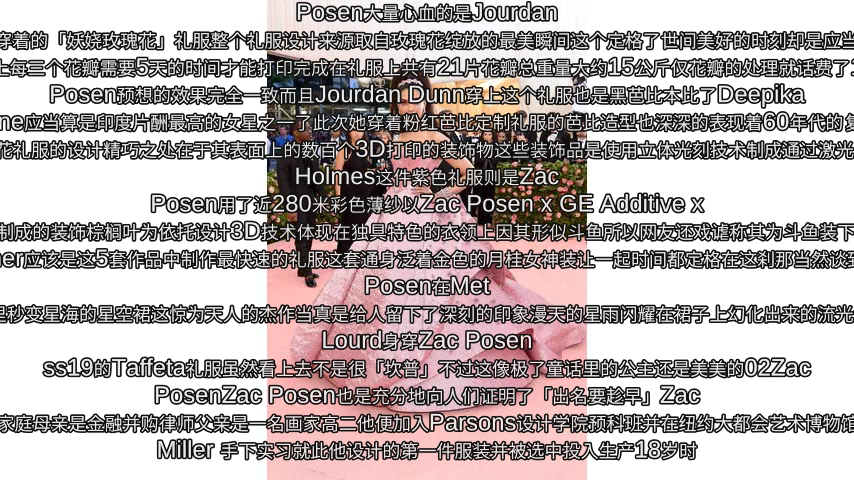 Posen大量心血的是Jourdan
穿着的「妖娆玫瑰花」礼服整个礼服设计来源取自玫瑰花绽放的最美瞬间这个定格了世间美好的时刻却是应当
上每三个花瓣需要5天的时间才能打印完成在礼服上共有21片花瓣总重量大约15公斤仅花瓣的处理就话费了
Posen预想的效果完全一致而且Jourdan Dunn穿上这个礼服也是黑芭比本比了Deepika
ne应当算是印度片酬最高的女星之一了此次她穿着粉红芭比定制礼服的芭比造型也深深的表现着60年代的复
花礼服的设计精巧之处在于其表面上的数百个3D打印的装饰物这些装饰品是使用立体光刻技术制成通过激光
Holmes这件紫色礼服则是Zac
Posen用了近280米彩色薄纱以Zac Posen x GE Additive x
制成的装饰棕榈叶为依托设计3D技术体现在独具特色的衣领上因其形似斗鱼所以网友还戏谑称其为斗鱼装下
er应该是这5套作品中制作最快速的礼服这套通身泛着金色的月桂女神装让一起时间都定格在这刹那当然谈到
Posen在Met
里秒变星海的星空裙这惊为天人的杰作当真是给人留下了深刻的印象漫天的星雨闪耀在裙子上幻化出来的流光
Lourd身穿Zac Posen
ss19的Taffeta礼服虽然看上去不是很「坎普」不过这像极了童话里的公主还是美美的02Zac
PosenZac Posen也是充分地向人们证明了「出名要趁早」Zac
家庭母亲是金融并购律师父亲是一名画家高二他便加入Parsons设计学院预科班并在纽约大都会艺术博物馆
Miller 手下实习就此他设计的第一件服装并被选中投入生产18岁时